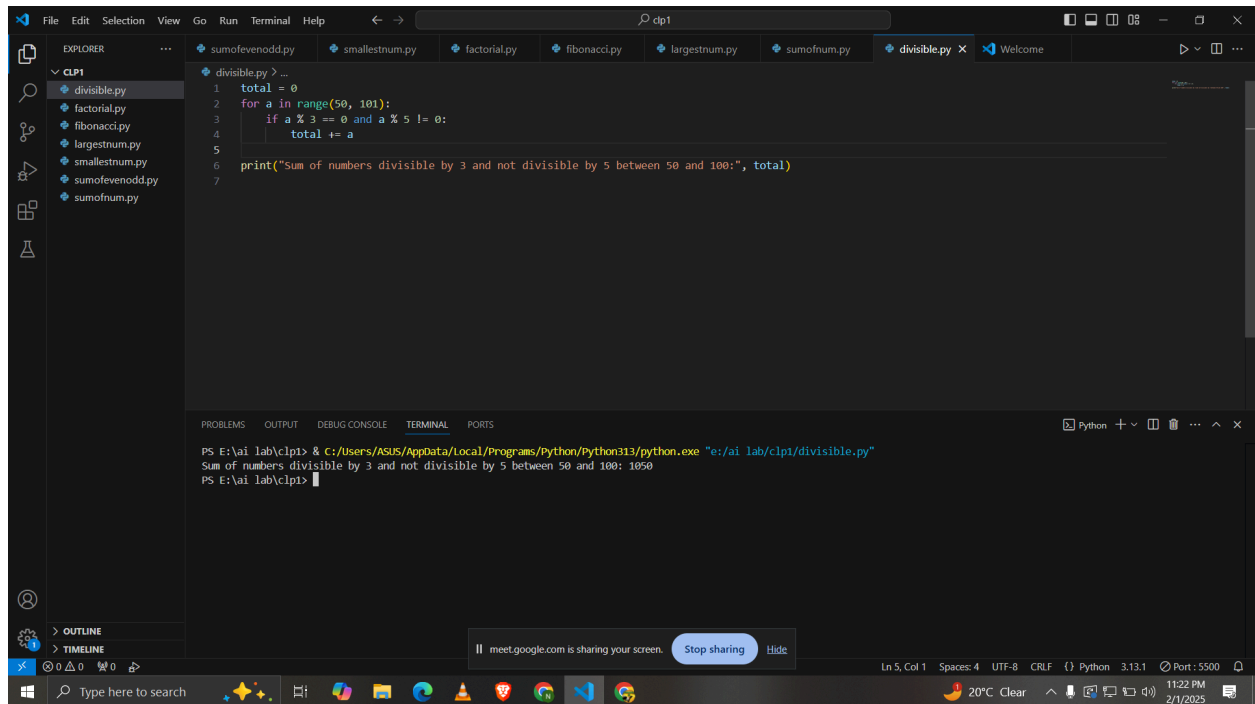 File Edit Selection View Go Run Terminal Help
clp1
EXPLORER
sumofevenodd.py smallestnum.py factorial.py fibonacci.py largestnum.py sumofnum.py divisible.py Welcome
CLP1
divisible.py
factorial.py
fibonacci.py
largestnum.py
smallestnum.py
sumofevenodd.py
sumofnum.py
divisible.py > ...
1 total = 0
2 for a in range(50, 101):
3 if a % 3 == 0 and a % 5 != 0:
4 total += a
5
6 print("Sum of numbers divisible by 3 and not divisible by 5 between 50 and 100:", total)
7
PROBLEMS OUTPUT DEBUG CONSOLE TERMINAL PORTS
Python
PS E:\ai lab\clp1> & C:/Users/ASUS/AppData/Local/Programs/Python/Python313/python.exe "e:/ai lab/clp1/divisible.py"
Sum of numbers divisible by 3 and not divisible by 5 between 50 and 100: 1050
PS E:\ai lab\clp1>
OUTLINE
TIMELINE
1
meet.google.com is sharing your screen. Stop sharing Hide
0 0 0 Ln 5, Col 1 Spaces: 4 UTF-8 CRLF {} Python 3.13.1 Port : 5500
Type here to search
20°C Clear
11:22 PM
2/1/2025